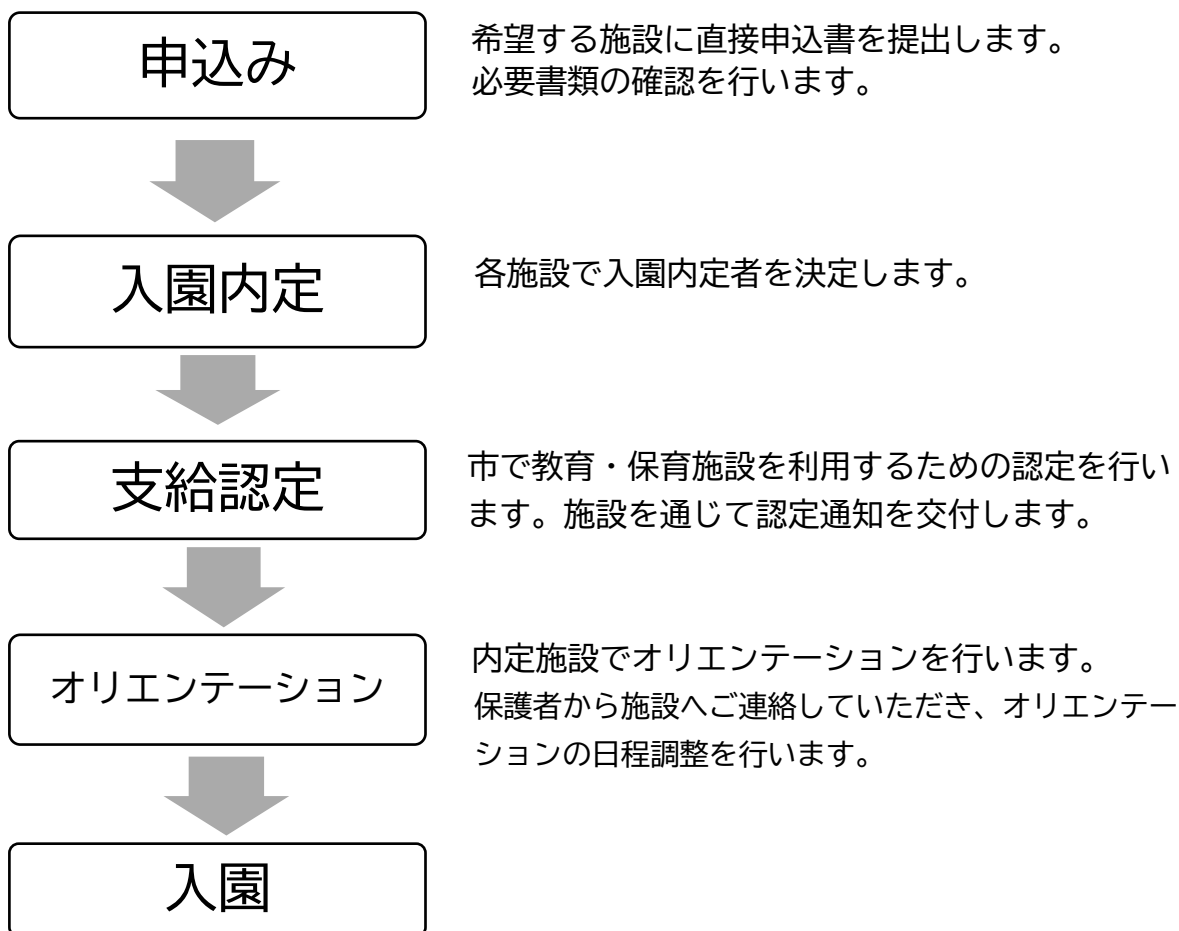 申込み
希望する施設に直接申込書を提出します。
必要書類の確認を行います。
入園内定
各施設で入園内定者を決定します。
支給認定
市で教育・保育施設を利用するための認定を行い
ます。施設を通じて認定通知を交付します。
オリエンテーション
内定施設でオリエンテーションを行います。
保護者から施設へご連絡していただき、オリエンテー
ションの日程調整を行います。
入園